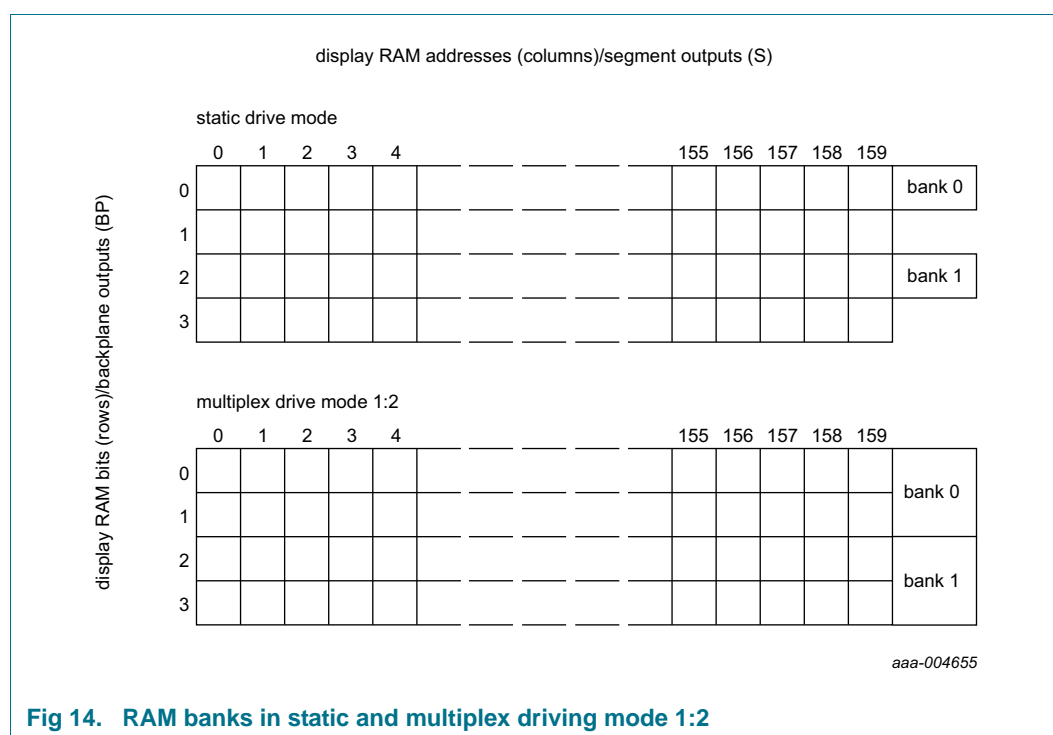 display RAM addresses (columns)/segment outputs (S)
display RAM bits (rows)/backplane outputs (BP)
static drive mode
0 1 2 3 4 155 156 157 158 159
0 bank 0
1
2 bank 1
3
multiplex drive mode 1:2
0 1 2 3 4 155 156 157 158 159
0
bank 0
1
2
bank 1
3
aaa-004655
Fig 14. RAM banks in static and multiplex driving mode 1:2